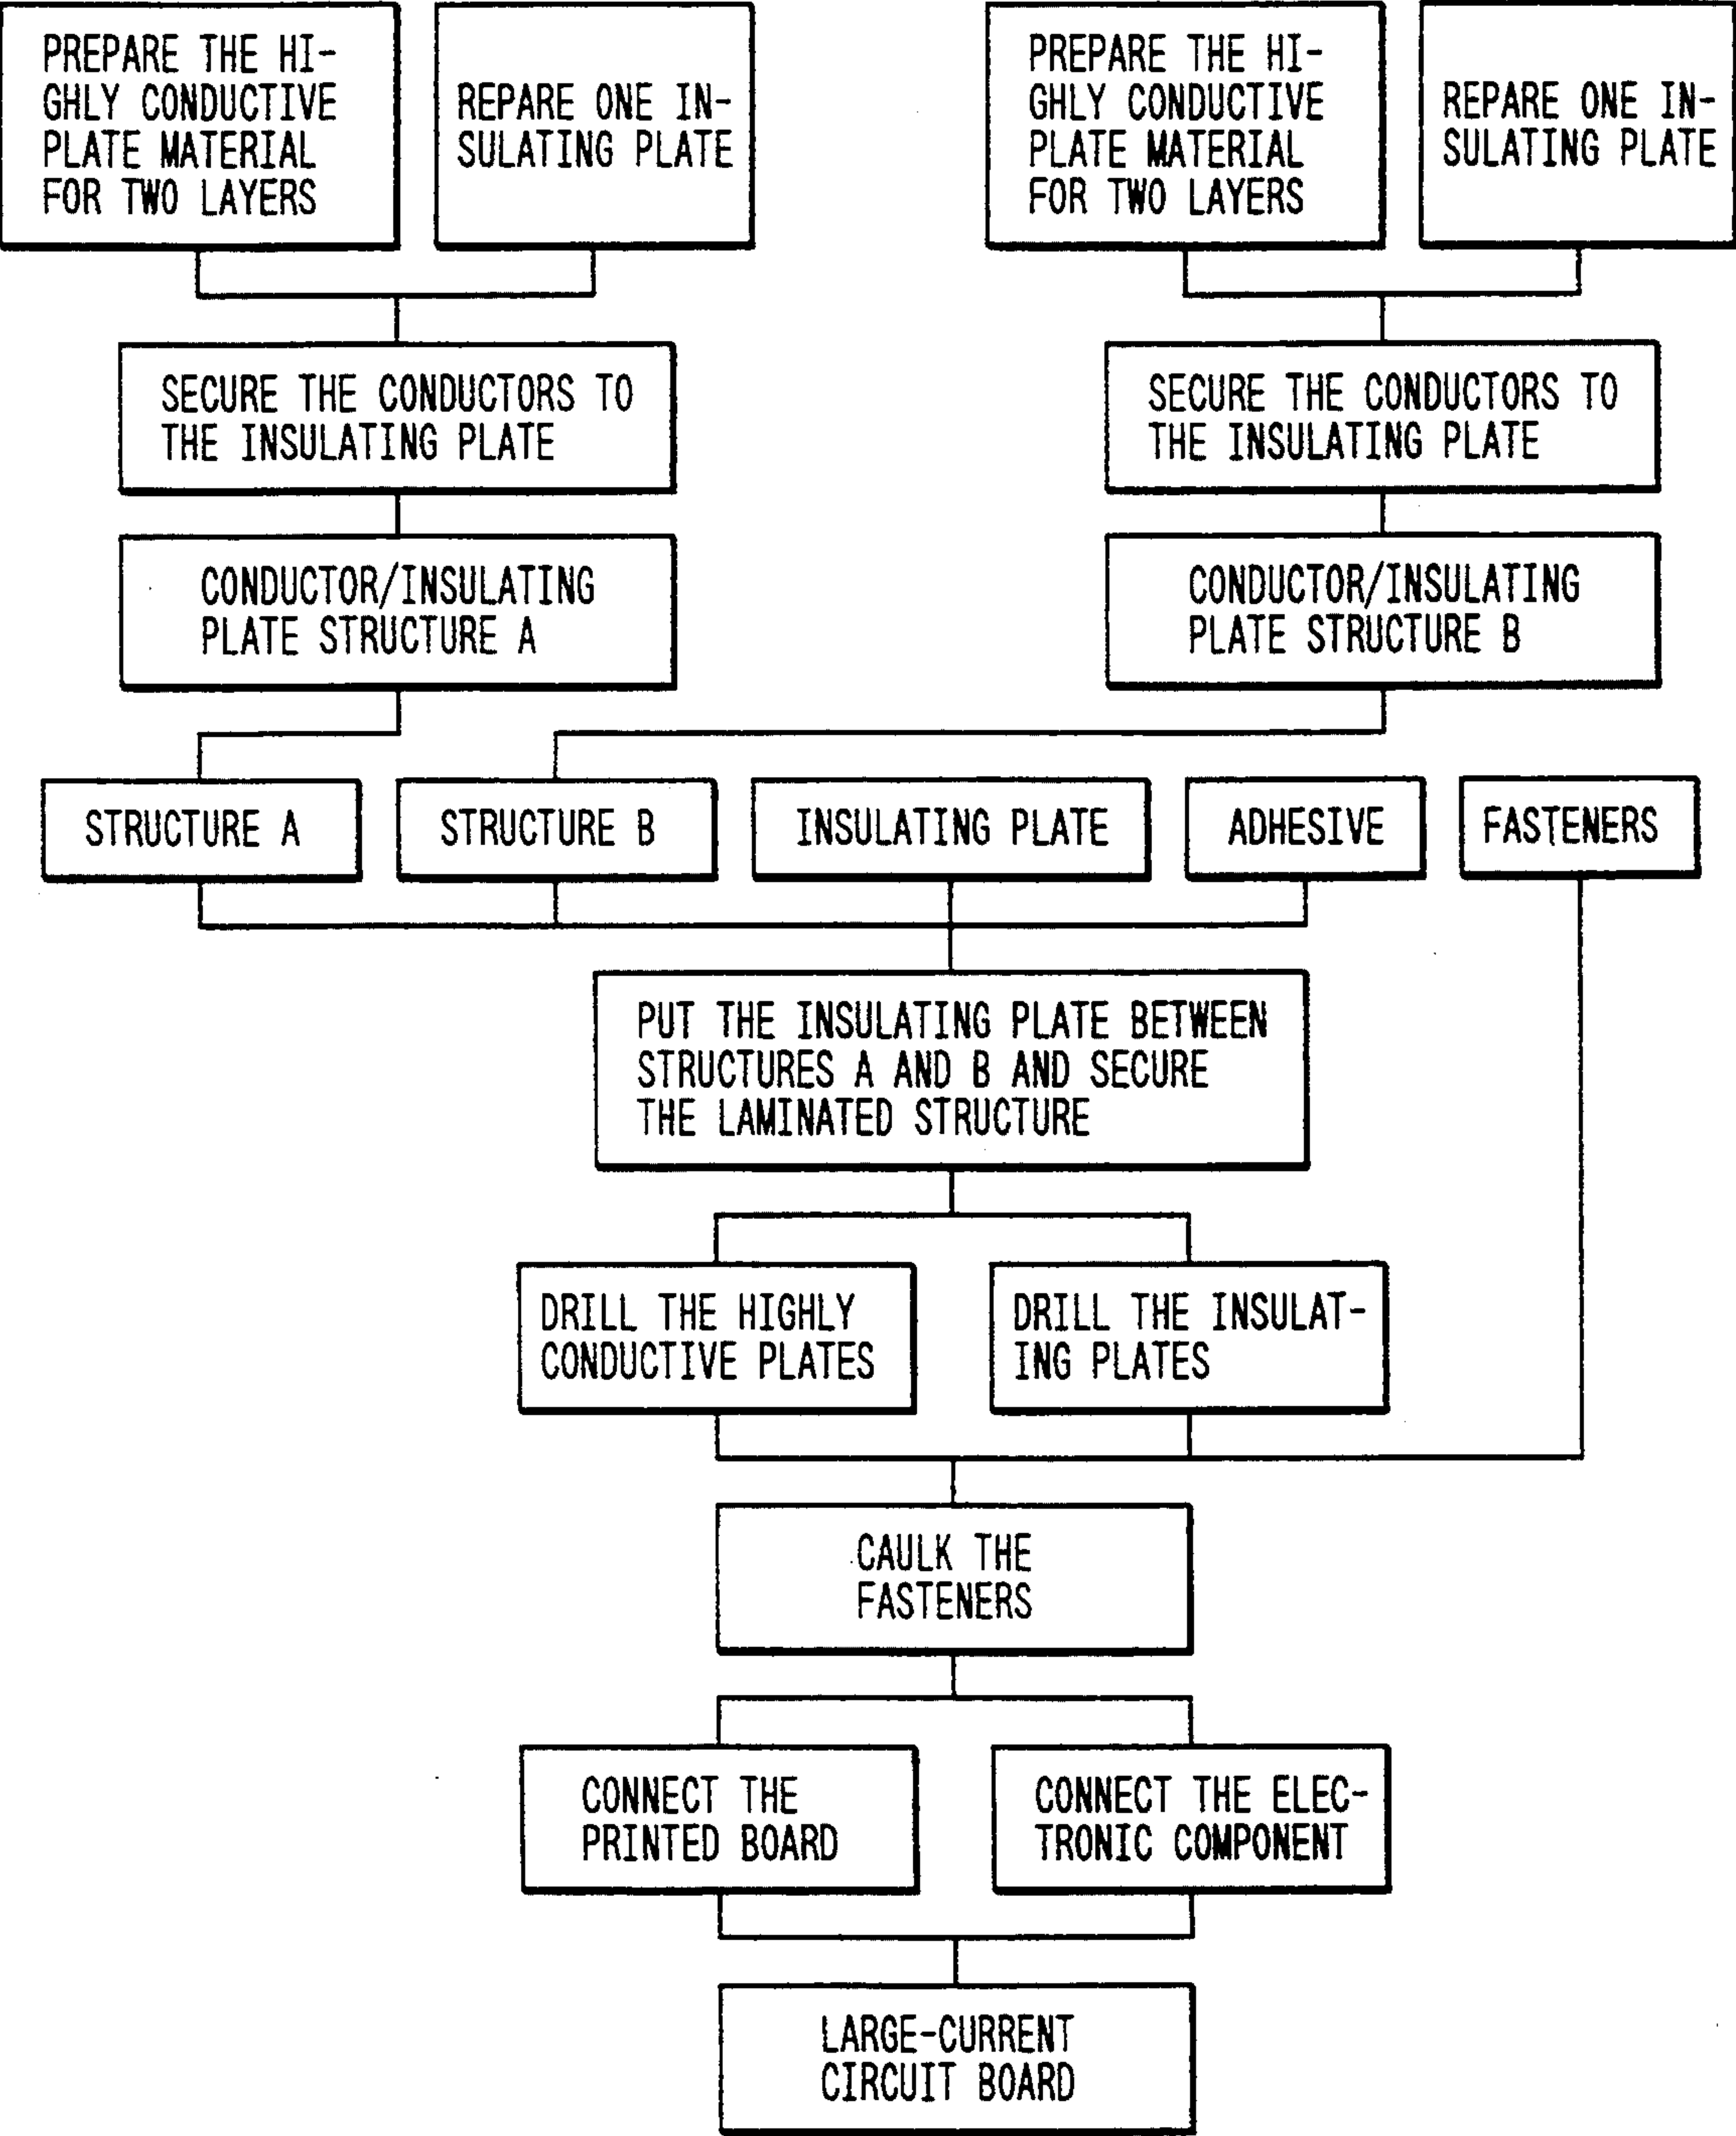 PREPARE THE HI-
GHLY CONDUCTIVE
PLATE MATERIAL
FOR TWO LAYERS
REPARE ONE IN-
SULATING PLATE
PREPARE THE HI-
GHLY CONDUCTIVE
PLATE MATERIAL
FOR TWO LAYERS
REPARE ONE IN-
SULATING PLATE
SECURE THE CONDUCTORS TO
THE INSULATING PLATE
SECURE THE CONDUCTORS TO
THE INSULATING PLATE
CONDUCTOR/INSULATING
PLATE STRUCTURE A
CONDUCTOR/INSULATING
PLATE STRUCTURE B
STRUCTURE A
STRUCTURE B
INSULATING PLATE
ADHESIVE
FASTENERS
PUT THE INSULATING PLATE BETWEEN
STRUCTURES A AND B AND SECURE
THE LAMINATED STRUCTURE
DRILL THE HIGHLY
CONDUCTIVE PLATES
DRILL THE INSULAT-
ING PLATES
CAULK THE
FASTENERS
CONNECT THE
PRINTED BOARD
CONNECT THE ELEC-
TRONIC COMPONENT
LARGE-CURRENT
CIRCUIT BOARD